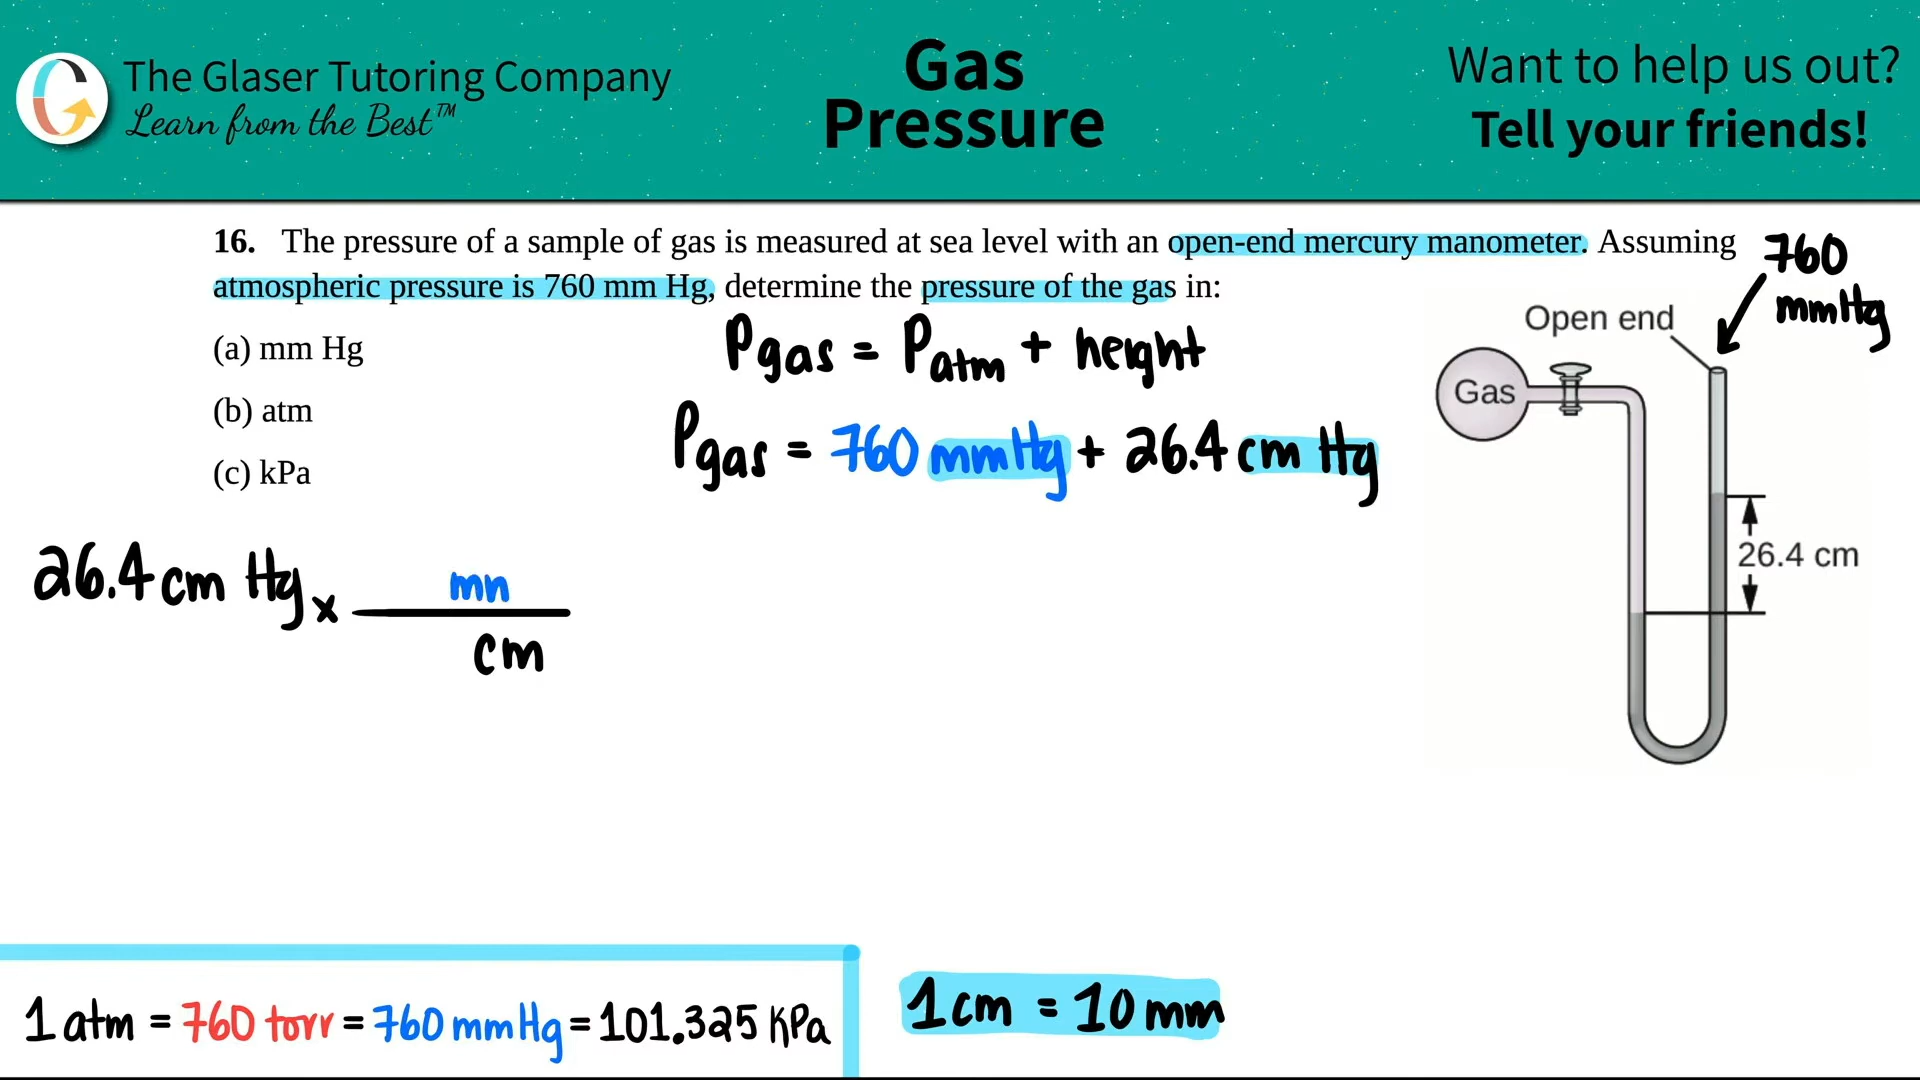 The Glaser Tutoring Company
Learn from the Best™
Gas
Pressure
Want to help us out?
Tell your friends!
16. The pressure of a sample of gas is measured at sea level with an open-end mercury manometer. Assuming
atmospheric pressure is 760 mm Hg, determine the pressure of the gas in:
(a) mm Hg
(b) atm
(c) kPa
Pgas = Patm + height
Pgas = 760 mmHg + 26.4 cm Hg
760
mmHg
Open end
Gas
26.4 cm
26.4 cm Hg x mn
cm
1 atm = 760 torr = 760 mmHg = 101.325 KPa
1cm = 10 mm